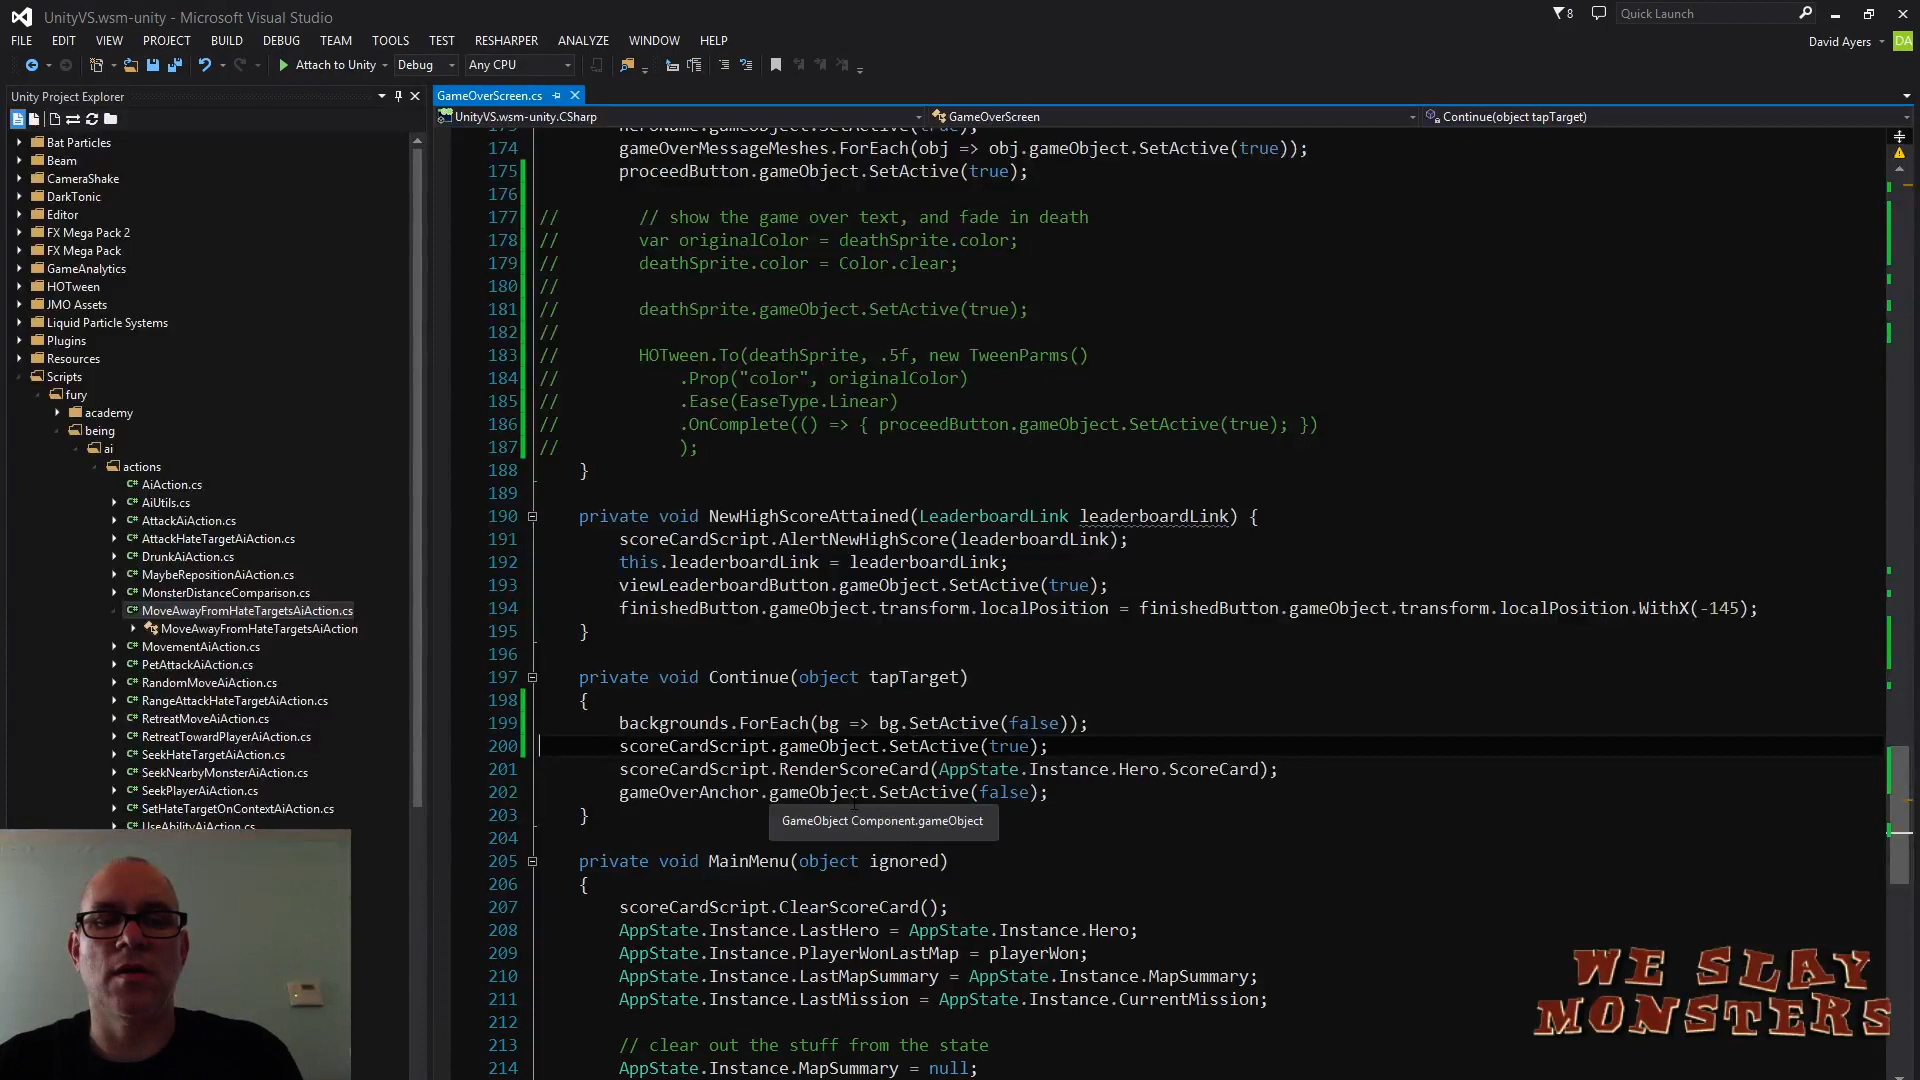 UnityVS.wsm-unity - Microsoft Visual Studio
8
Quick Launch
FILE EDIT VIEW PROJECT BUILD DEBUG TEAM TOOLS TEST RESHARPER ANALYZE WINDOW HELP
David Ayers
DA
Attach to Unity
Debug
Any CPU
Unity Project Explorer
GameOverScreen.cs
UnityVS.wsm-unity.CSharp
GameOverScreen
Continue(object tapTarget)
Bat Particles
Beam
CameraShake
DarkTonic
Editor
FX Mega Pack 2
FX Mega Pack
GameAnalytics
HOTween
JMO Assets
Liquid Particle Systems
Plugins
Resources
Scripts
fury
academy
being
ai
actions
AiAction.cs
AiUtils.cs
AttackAiAction.cs
AttackHateTargetAiAction.cs
DrunkAiAction.cs
MaybeRepositionAiAction.cs
MonsterDistanceComparison.cs
MoveAwayFromHateTargetsAiAction.cs
MoveAwayFromHateTargetsAiAction
MovementAiAction.cs
PetAttackAiAction.cs
RandomMoveAiAction.cs
RangeAttackHateTargetAiAction.cs
RetreatMoveAiAction.cs
RetreatTowardPlayerAiAction.cs
SeekHateTargetAiAction.cs
SeekNearbyMonsterAiAction.cs
SeekPlayerAiAction.cs
SetHateTargetOnContextAiAction.cs
UseAbilityAiAction.cs
173 heroName.gameObject.SetActive(true);
174 gameOverMessageMeshes.ForEach(obj => obj.gameObject.SetActive(true));
175 proceedButton.gameObject.SetActive(true);
176
177 // // show the game over text, and fade in death
178 // var originalColor = deathSprite.color;
179 // deathSprite.color = Color.clear;
180 //
181 // deathSprite.gameObject.SetActive(true);
182 //
183 // HOTween.To(deathSprite, .5f, new TweenParms()
184 // .Prop("color", originalColor)
185 // .Ease(EaseType.Linear)
186 // .OnComplete(() => { proceedButton.gameObject.SetActive(true); })
187 // );
188 }
189
190 private void NewHighScoreAttained(LeaderboardLink leaderboardLink) {
191 scoreCardScript.AlertNewHighScore(leaderboardLink);
192 this.leaderboardLink = leaderboardLink;
193 viewLeaderboardButton.gameObject.SetActive(true);
194 finishedButton.gameObject.transform.localPosition = finishedButton.gameObject.transform.localPosition.WithX(-145);
195 }
196
197 private void Continue(object tapTarget)
198 {
199 backgrounds.ForEach(bg => bg.SetActive(false));
200 scoreCardScript.gameObject.SetActive(true);
201 scoreCardScript.RenderScoreCard(AppState.Instance.Hero.ScoreCard);
202 gameOverAnchor.gameObject.SetActive(false);
203 }
GameObject Component.gameObject
204
205 private void MainMenu(object ignored)
206 {
207 scoreCardScript.ClearScoreCard();
208 AppState.Instance.LastHero = AppState.Instance.Hero;
209 AppState.Instance.PlayerWonLastMap = playerWon;
210 AppState.Instance.LastMapSummary = AppState.Instance.MapSummary;
211 AppState.Instance.LastMission = AppState.Instance.CurrentMission;
212
213 // clear out the stuff from the state
214 AppState.Instance.MapSummary = null;
WE SLAY
MONSTERS